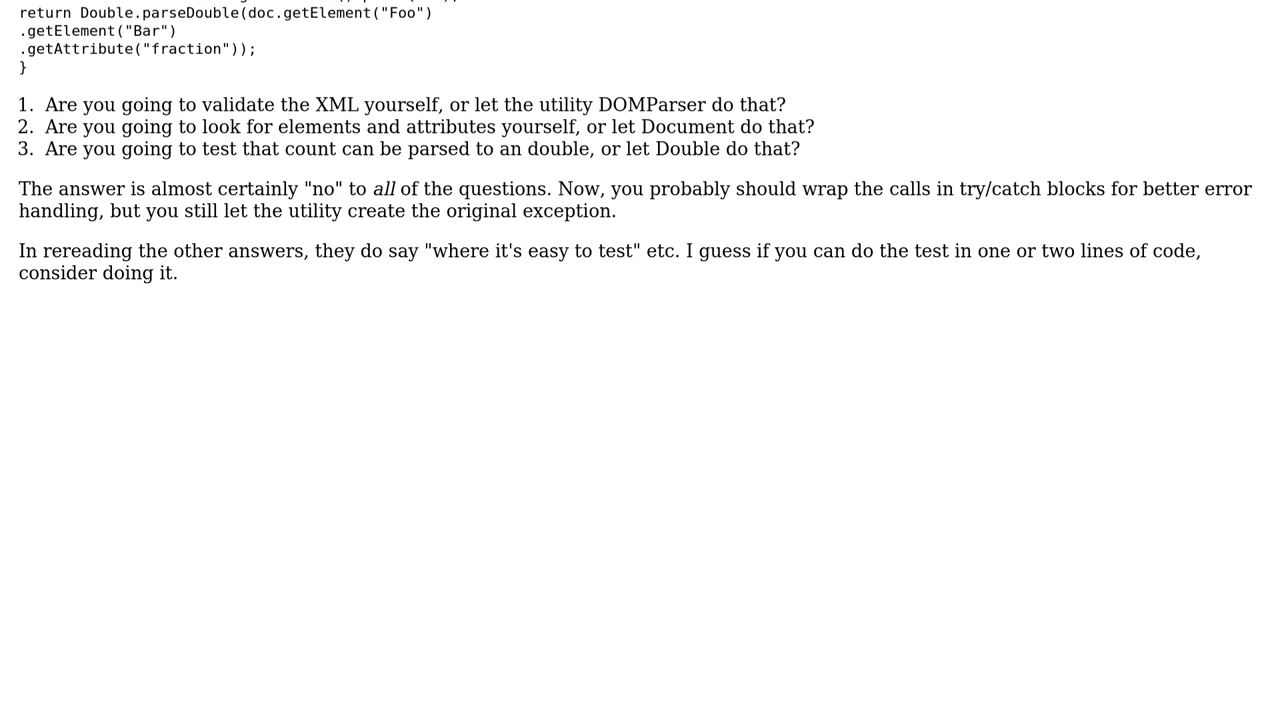 return Double.parseDouble(doc.getElement("Foo")
.getElement("Bar")
.getAttribute("fraction"));
}
1. Are you going to validate the XML yourself, or let the utility DOMParser do that?
2. Are you going to look for elements and attributes yourself, or let Document do that?
3. Are you going to test that count can be parsed to an double, or let Double do that?
The answer is almost certainly "no" to all of the questions. Now, you probably should wrap the calls in try/catch blocks for better error
handling, but you still let the utility create the original exception.
In rereading the other answers, they do say "where it's easy to test" etc. I guess if you can do the test in one or two lines of code,
consider doing it.